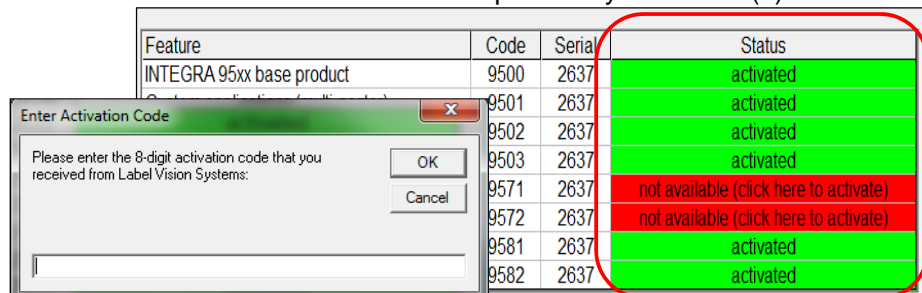 Feature Code Serial Status
INTEGRA 95xx base product 9500 2637 activated
9501 2637 activated
9502 2637 activated
9503 2637 activated
9571 2637 not available (click here to activate)
9572 2637 not available (click here to activate)
9581 2637 activated
9582 2637 activated
Enter Activation Code
Please enter the 8-digit activation code that you
received from Label Vision Systems:
OK
Cancel